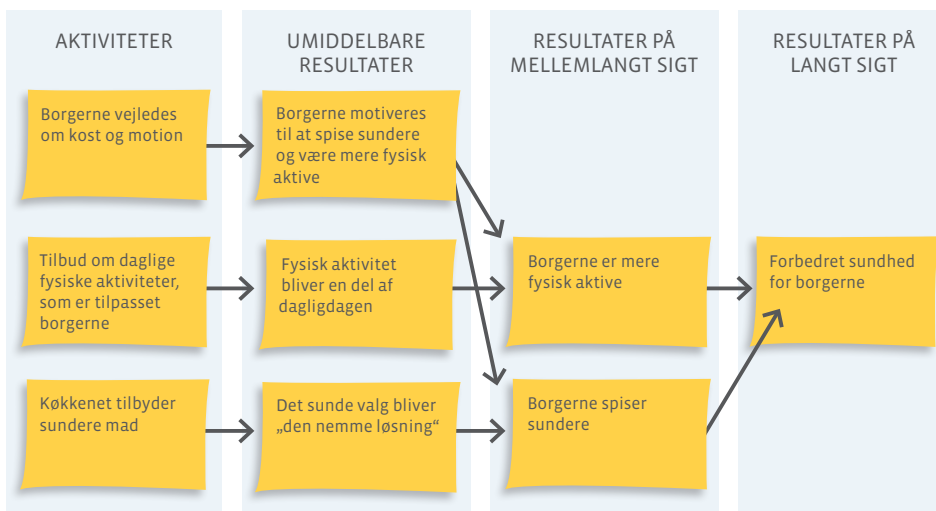 AKTIVITETER
UMIDDELBARE
RESULTATER
RESULTATER PÅ
MELLEMLANGT SIGT
RESULTATER PÅ
LANGT SIGT
Borgerne vejledes
om kost og motion
Borgerne motiveres
til at spise sundere
og være mere fysisk
aktive
Tilbud om daglige
fysiske aktiviteter,
som er tilpasset
borgerne
Fysisk aktivitet
bliver en del af
dagligdagen
Borgerne er mere
fysisk aktive
Forbedret sundhed
for borgerne
Køkkenet tilbyder
sundere mad
Det sunde valg bliver
„den nemme løsning“
Borgerne spiser
sundere